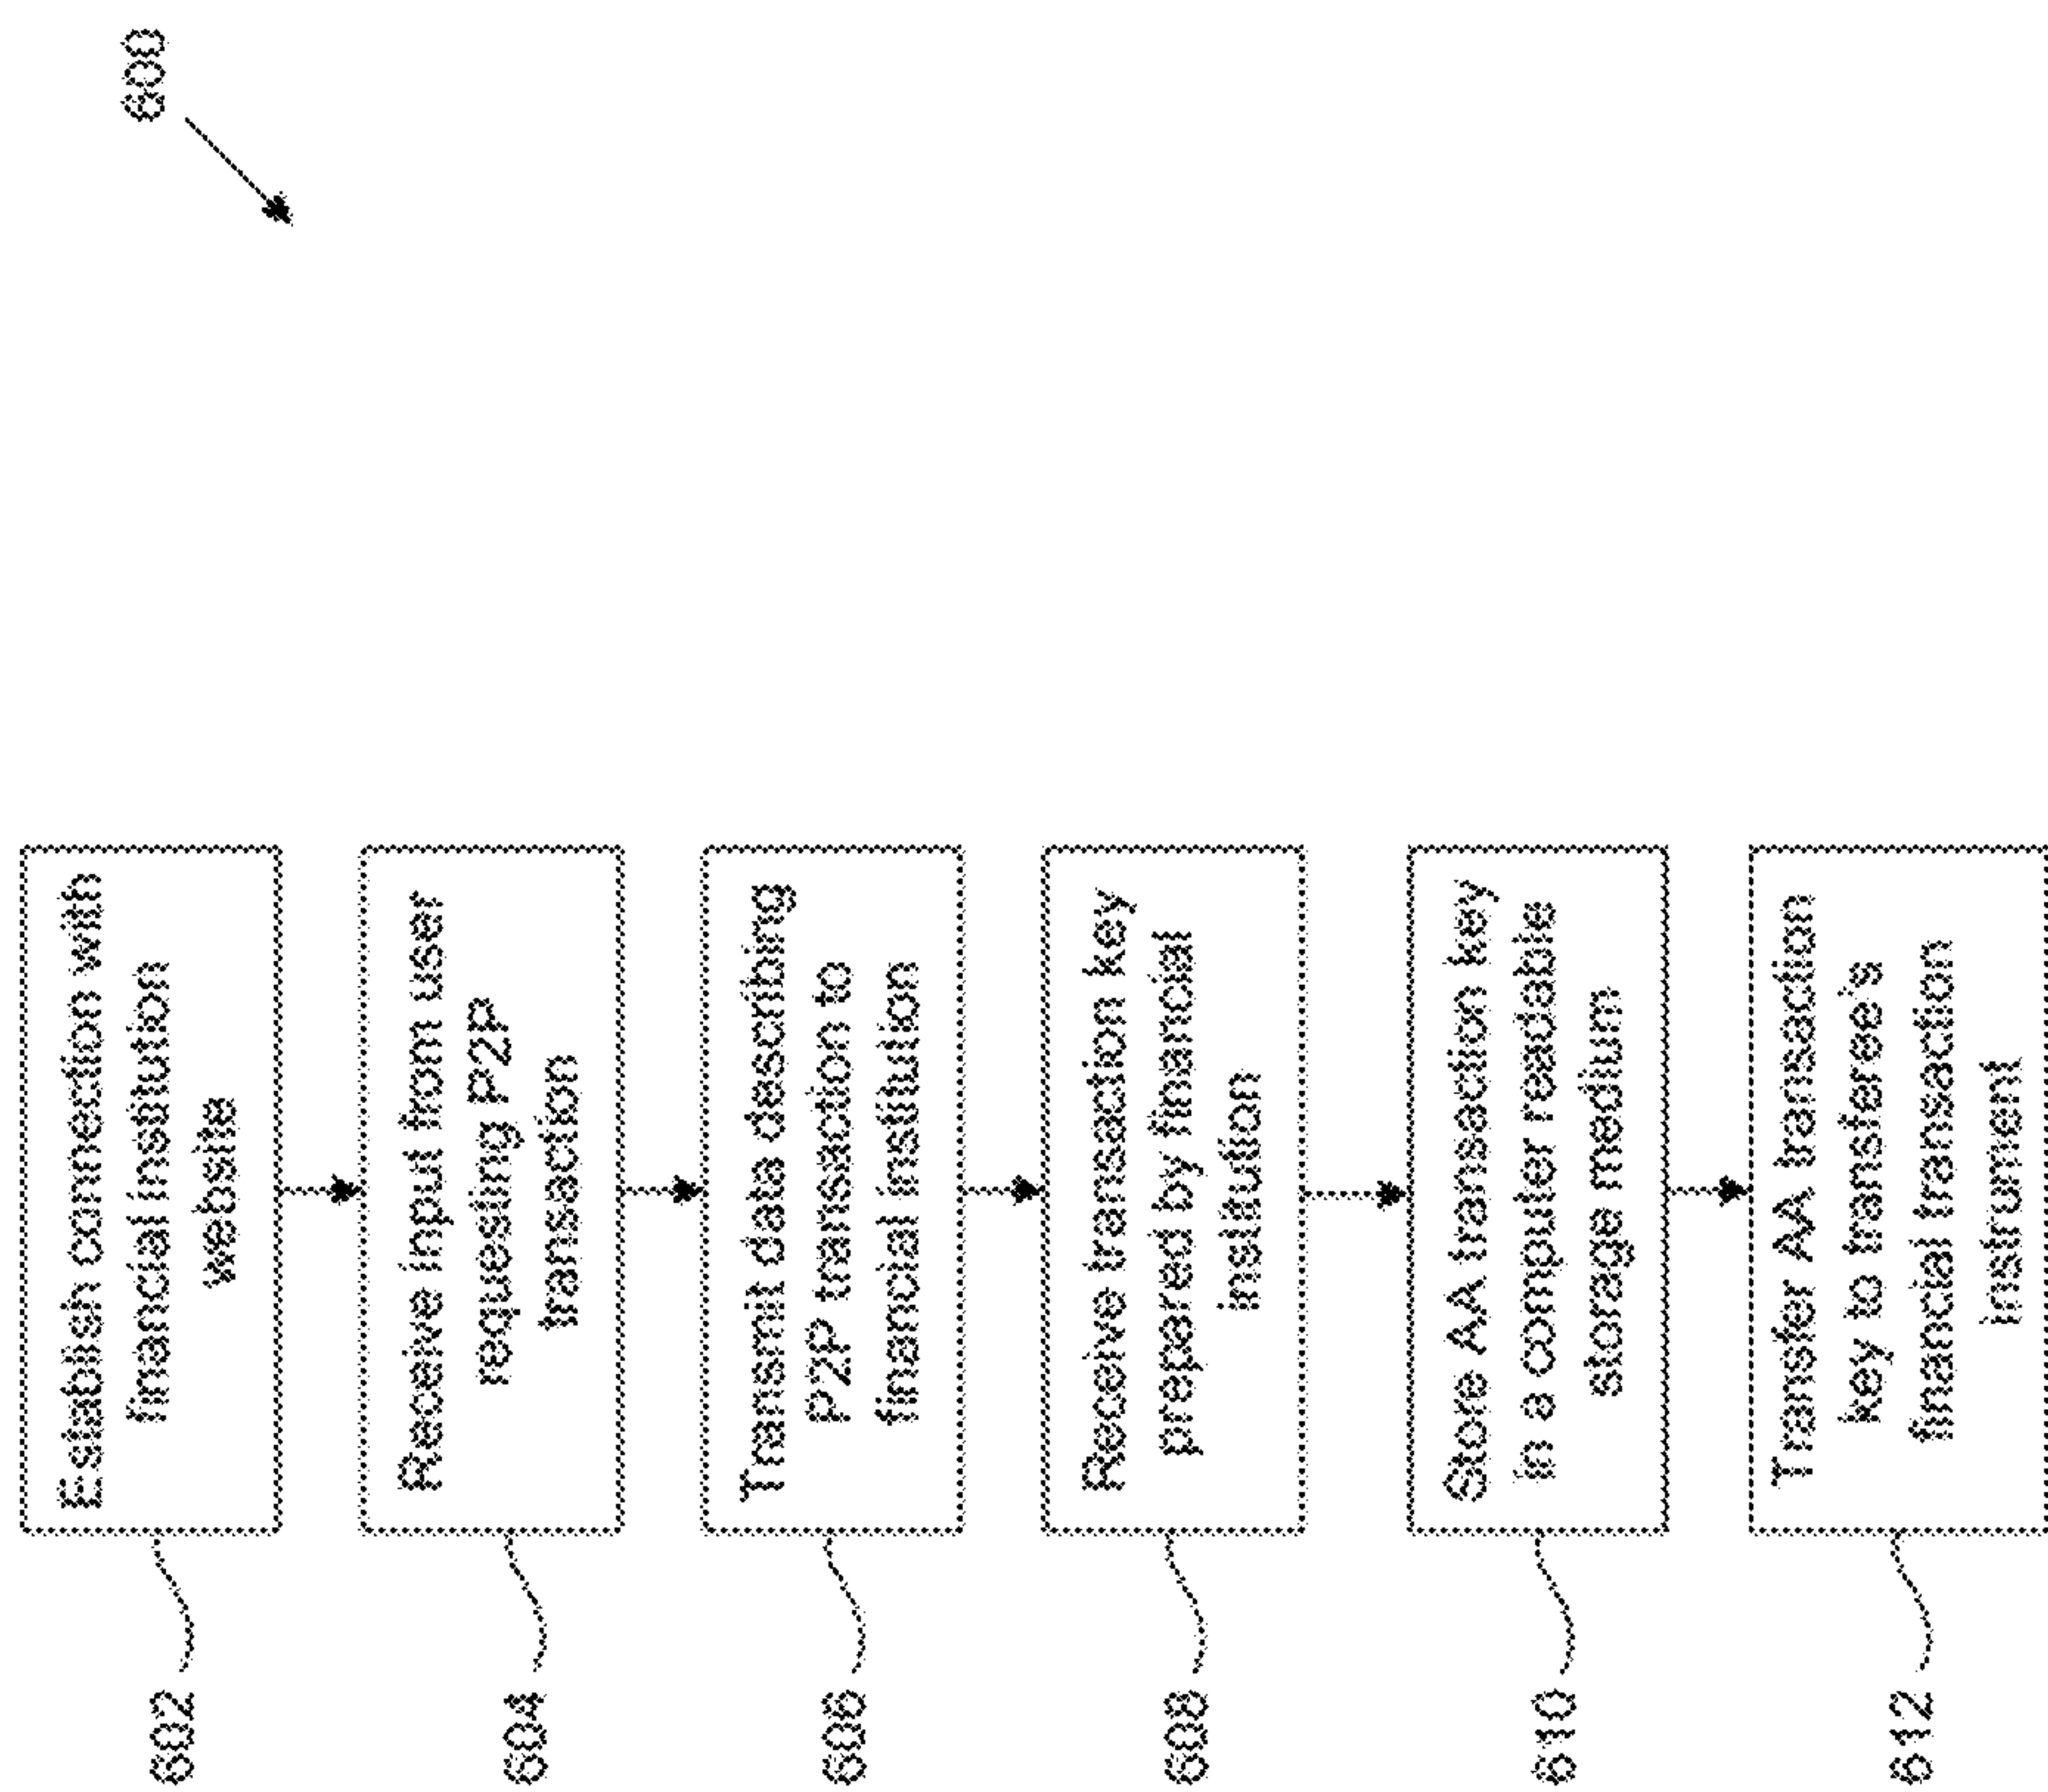 600
602
Establish connection with
financial institution
website
604
Receive input from user
requesting P2P
transaction
606
Transmit data describing
P2P transaction to
financial institution
608
Receive transaction key
prepared by financial
institution
610
Store AA transaction key
in a computer readable
storage medium
612
Transfer AA transaction
key to transferee's
financial transaction
instrument